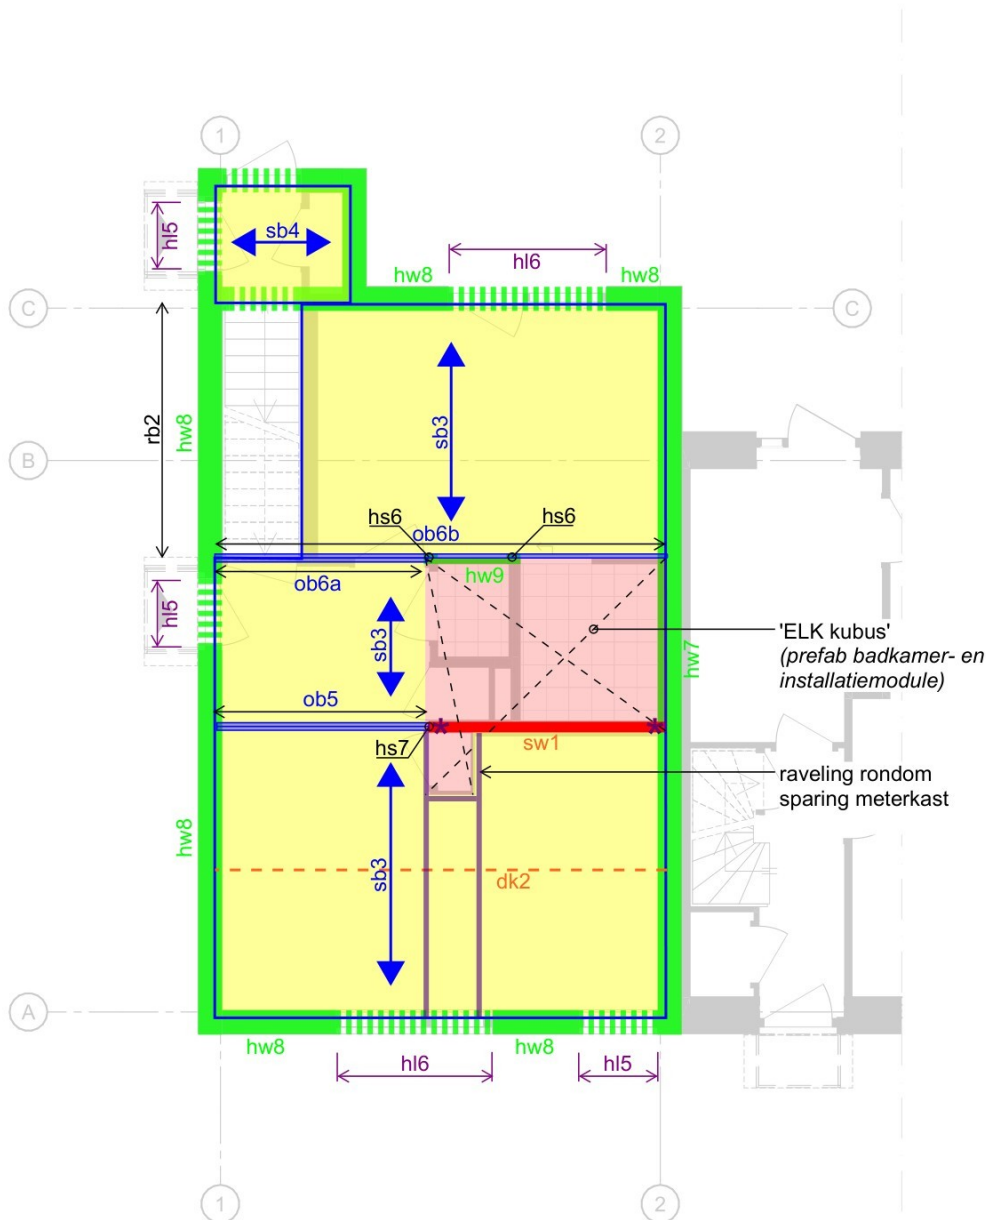 1
2
sb4
hl5
hl6
hw8
hw8
C
C
rb2
hw8
sb3
B
hs6
hs6
ob6b
hw9
ob6a
hl5
sb3
'ELK kubus'
(prefab badkamer- en
installatiemodule)
hw7
ob5
hs7
sw1
raveling rondom
sparing meterkast
hw8
sb3
dk2
A
hw8
hw8
hl6
hl5
1
2